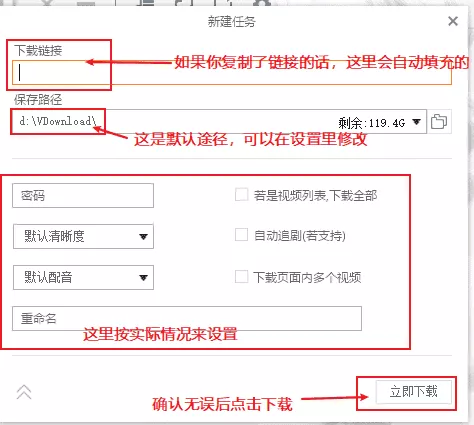 新建任务
下载链接
如果你复制了链接的话，这里会自动填充的
保存路径
d:\VDownload\
剩余:119.4G
这是默认途径，可以在设置里修改
密码
若是视频列表,下载全部
默认清晰度
自动追剧(若支持)
默认配音
下载页面内多个视频
重命名
这里按实际情况来设置
确认无误后点击下载
立即下载